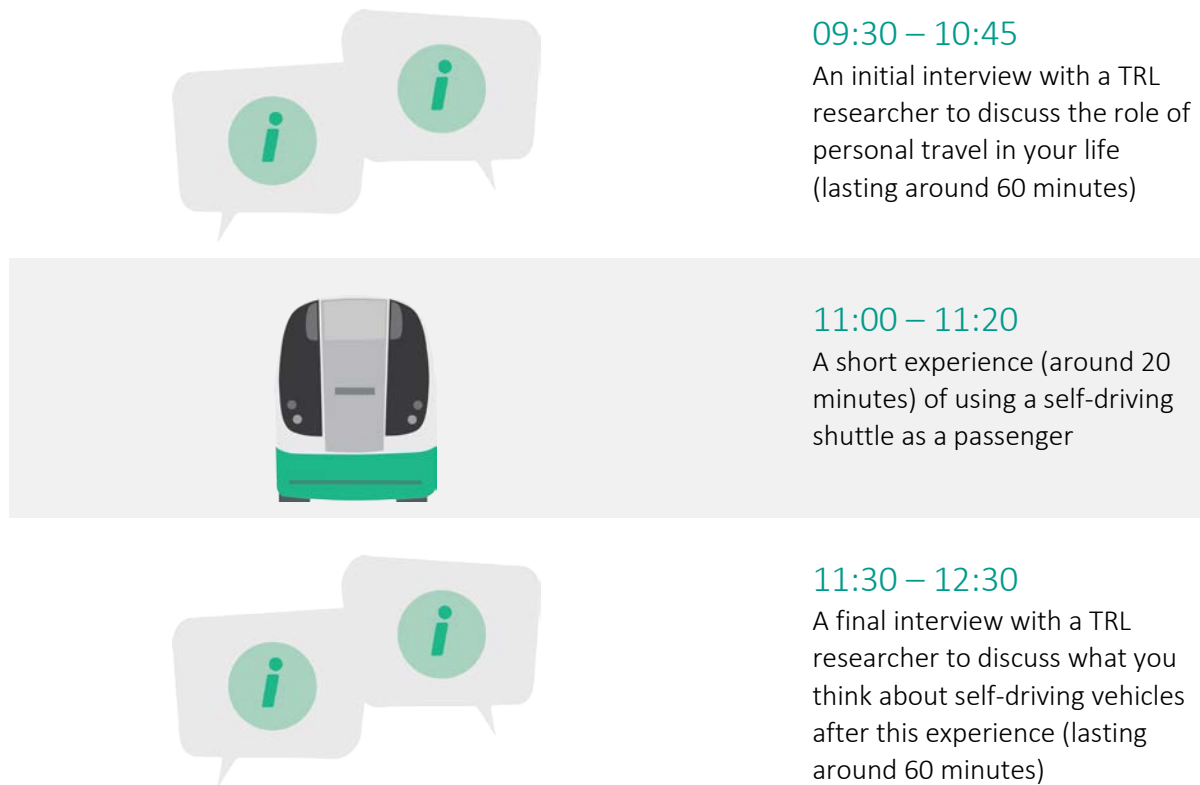 09:30 – 10:45
An initial interview with a TRL
researcher to discuss the role of
personal travel in your life
(lasting around 60 minutes)
11:00 – 11:20
A short experience (around 20
minutes) of using a self-driving
shuttle as a passenger
11:30 – 12:30
A final interview with a TRL
researcher to discuss what you
think about self-driving vehicles
after this experience (lasting
around 60 minutes)